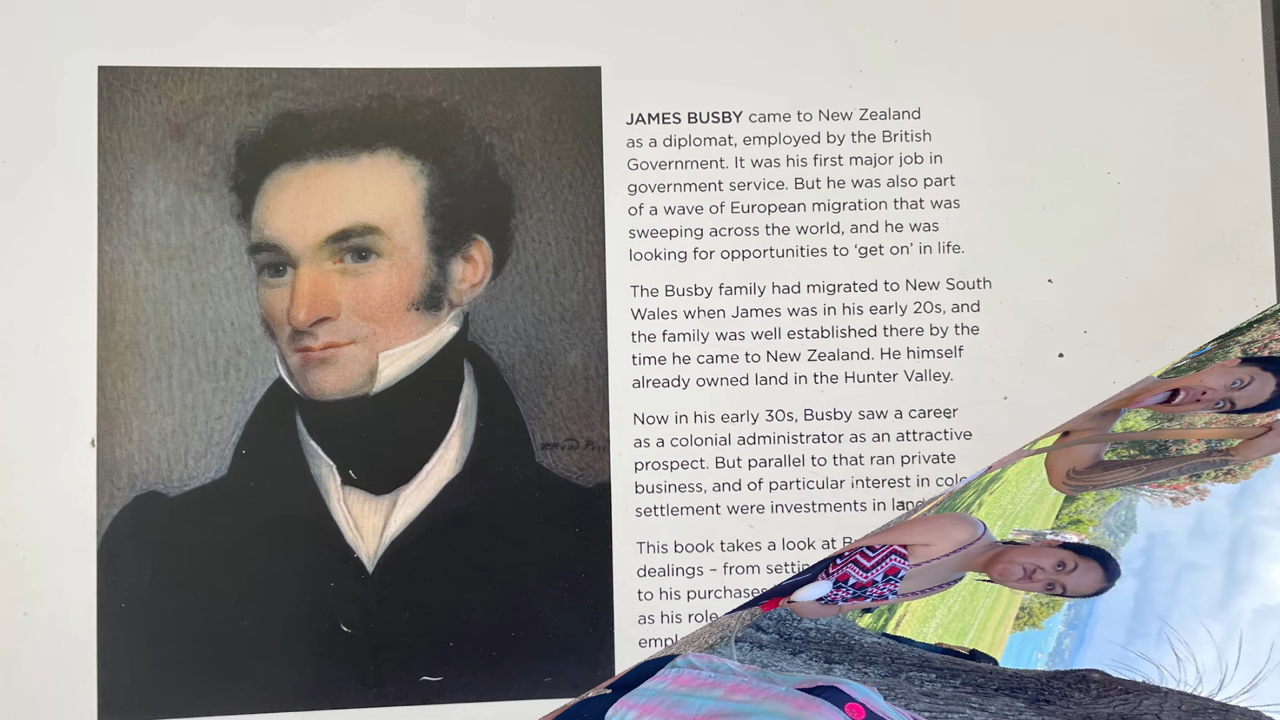 JAMES BUSBY came to New Zealand
as a diplomat, employed by the British
Government. It was his first major job in
government service. But he was also part
of a wave of European migration that was
sweeping across the world, and he was
looking for opportunities to ‘get on’ in life.
The Busby family had migrated to New South
Wales when James was in his early 20s, and
the family was well established there by the
time he came to New Zealand. He himself
already owned land in the Hunter Valley.
Now in his early 30s, Busby saw a career
as a colonial administrator as an attractive
prospect. But parallel to that ran private
business, and of particular interest in
settlement were investments in land
This book takes a look at
dealings – from
to his purchases
as his role